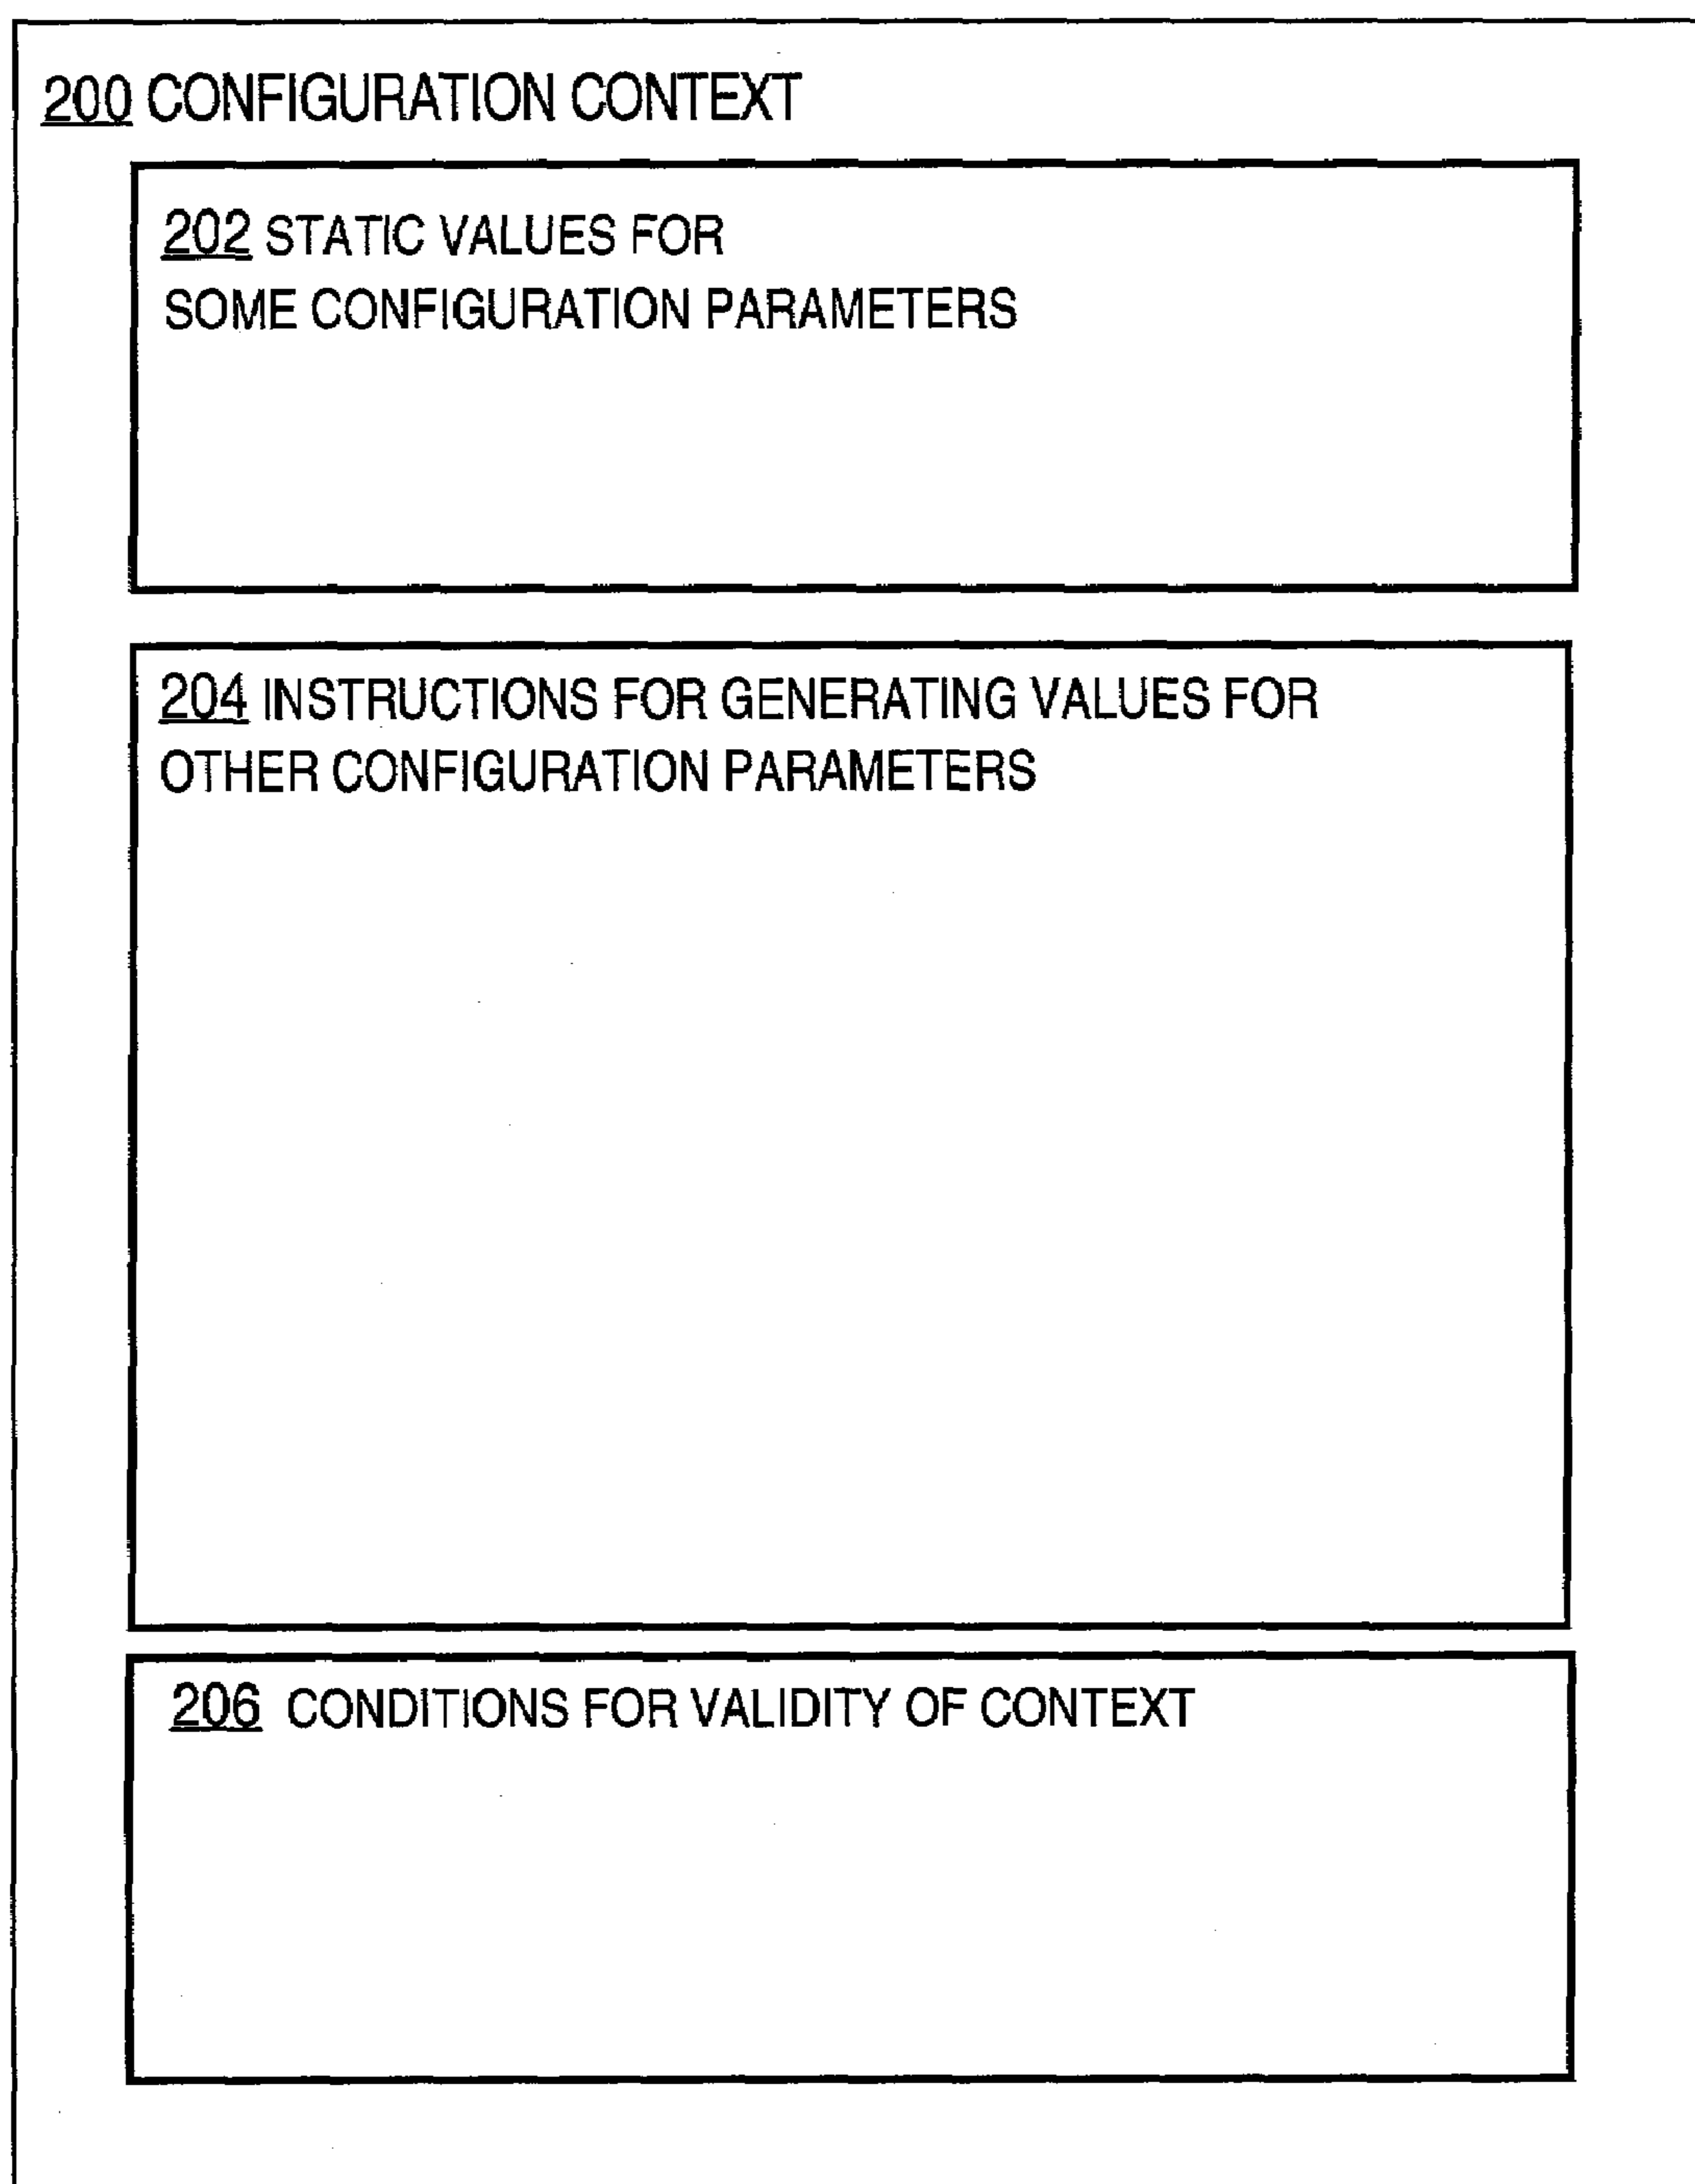 200 CONFIGURATION CONTEXT
202 STATIC VALUES FOR
SOME CONFIGURATION PARAMETERS
204 INSTRUCTIONS FOR GENERATING VALUES FOR
OTHER CONFIGURATION PARAMETERS
206 CONDITIONS FOR VALIDITY OF CONTEXT